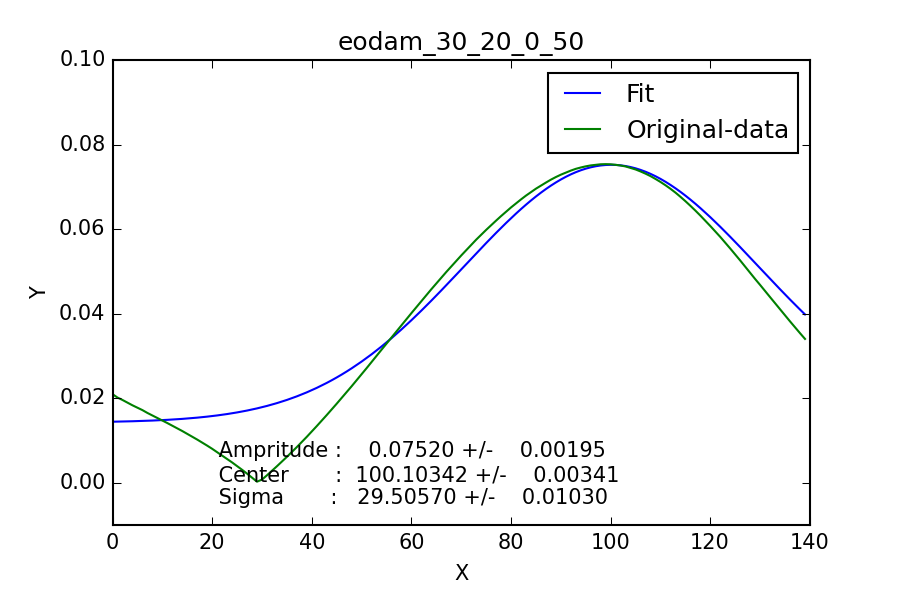 eodam_30_20_0_50
0.10
Fit
Original-data
0.08
0.06
Y
0.04
0.02
Ampritude : 0.07520 +/- 0.00195
Center : 100.10342 +/- 0.00341
0.00
Sigma : 29.50570 +/- 0.01030
0 20 40 60 80 100 120 140
X